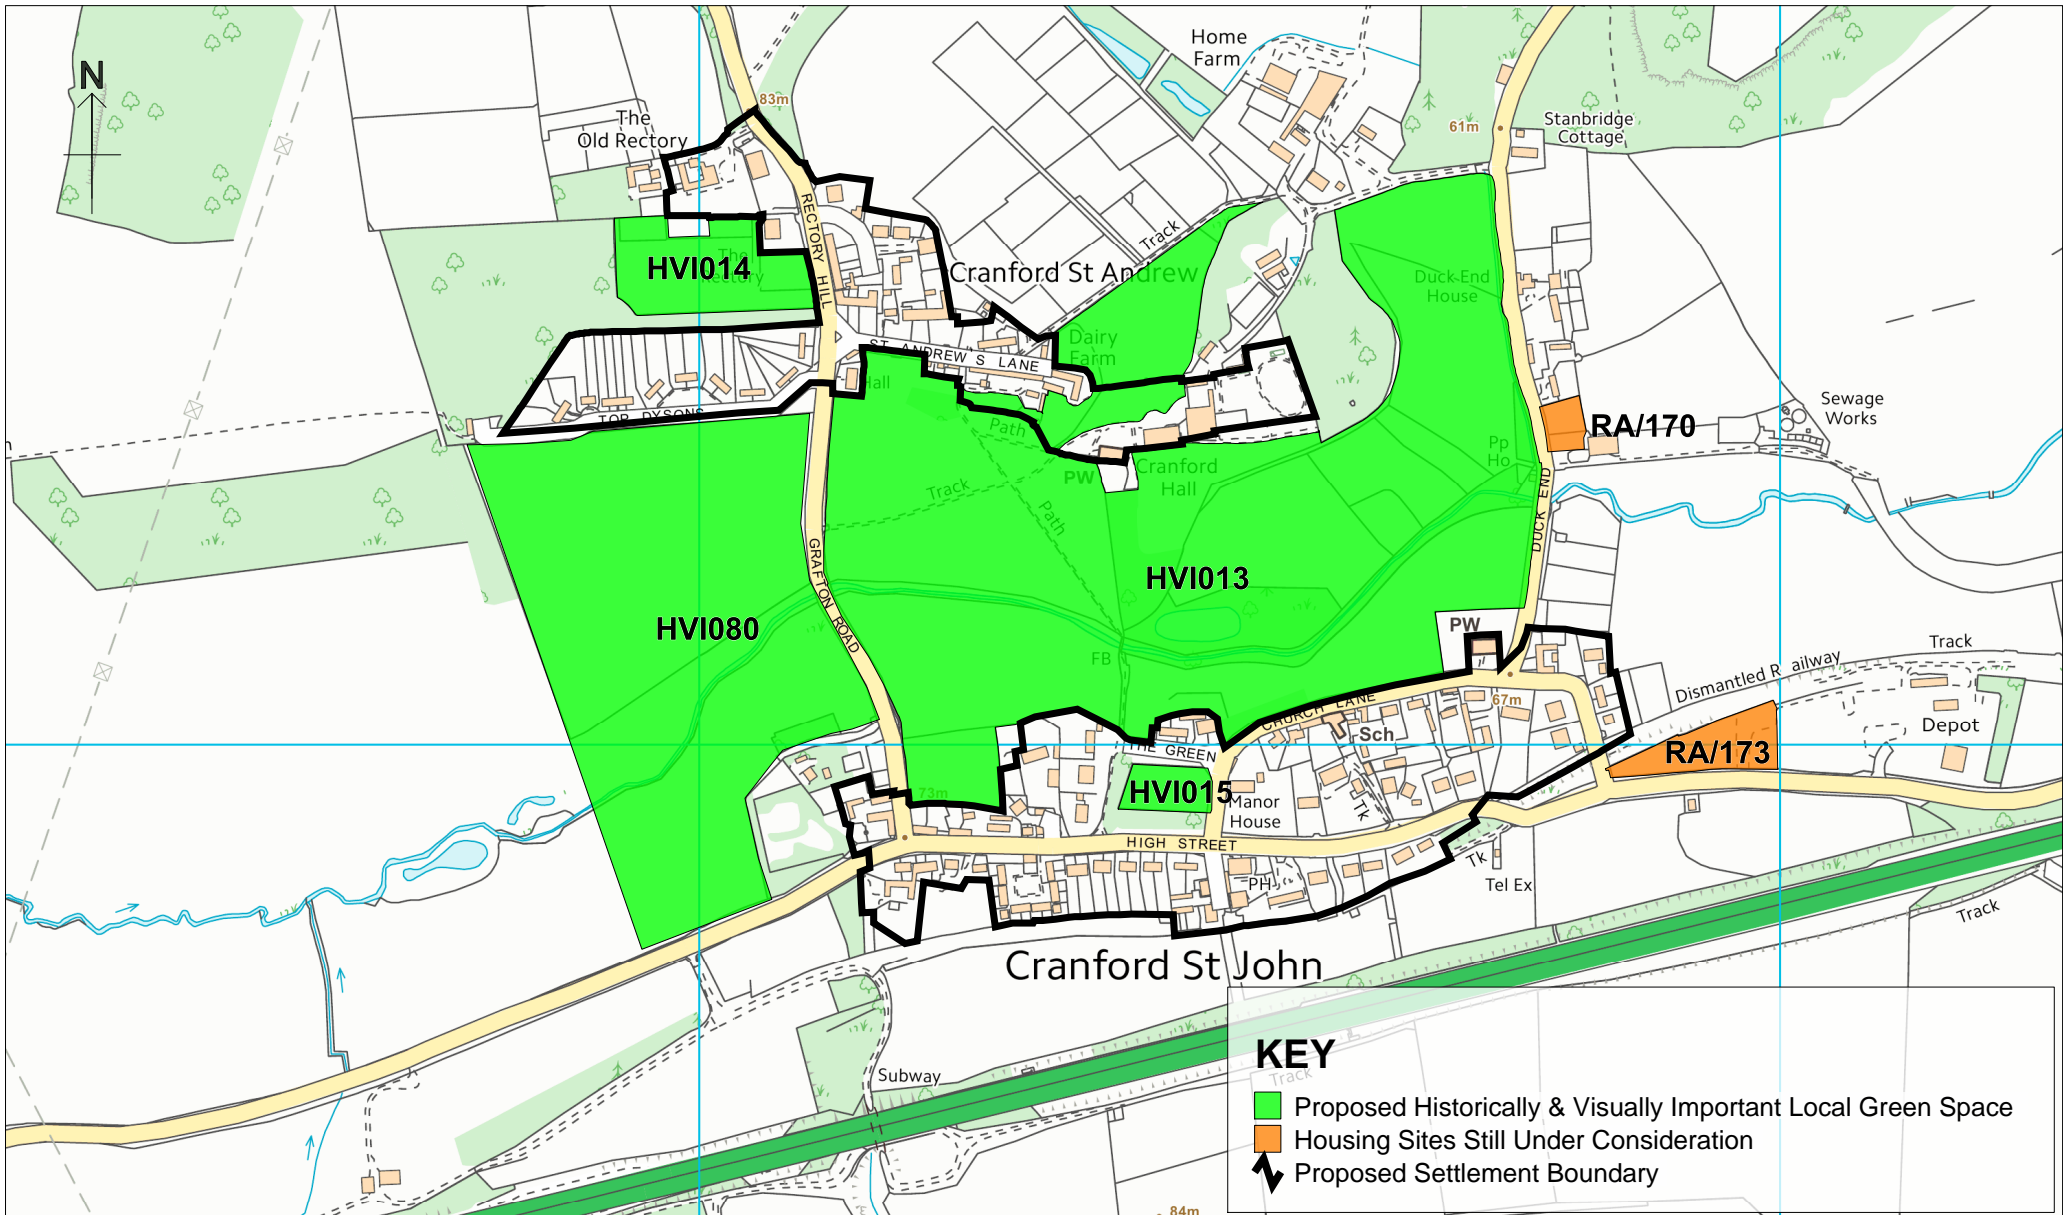 N
Home
Farm
83m
The
Old Rectory
61m
Stanbridge
Cottage
RECTORY HILL
Track
HVI014
The
Rectory
Cranford St Andrew
Duck End
House
Dairy
Farm
ST ANDREW S LANE
Hall
TOP DYSONS
Path
RA/170
Sewage
Works
Pp
Ho
PW
Cranford
Hall
Track
Path
DUCK END
GRAFTON ROAD
HVI013
HVI080
PW
FB
Track
Dismantled R ailway
67m
CHURCH LANE
Sch
THE GREEN
Depot
RA/173
HVI015
Manor
House
73m
Tk
HIGH STREET
Tk
Tel Ex
PH
Track
Cranford St John
Subway
KEY
Track
Proposed Historically & Visually Important Local Green Space
Housing Sites Still Under Consideration
Proposed Settlement Boundary
84m